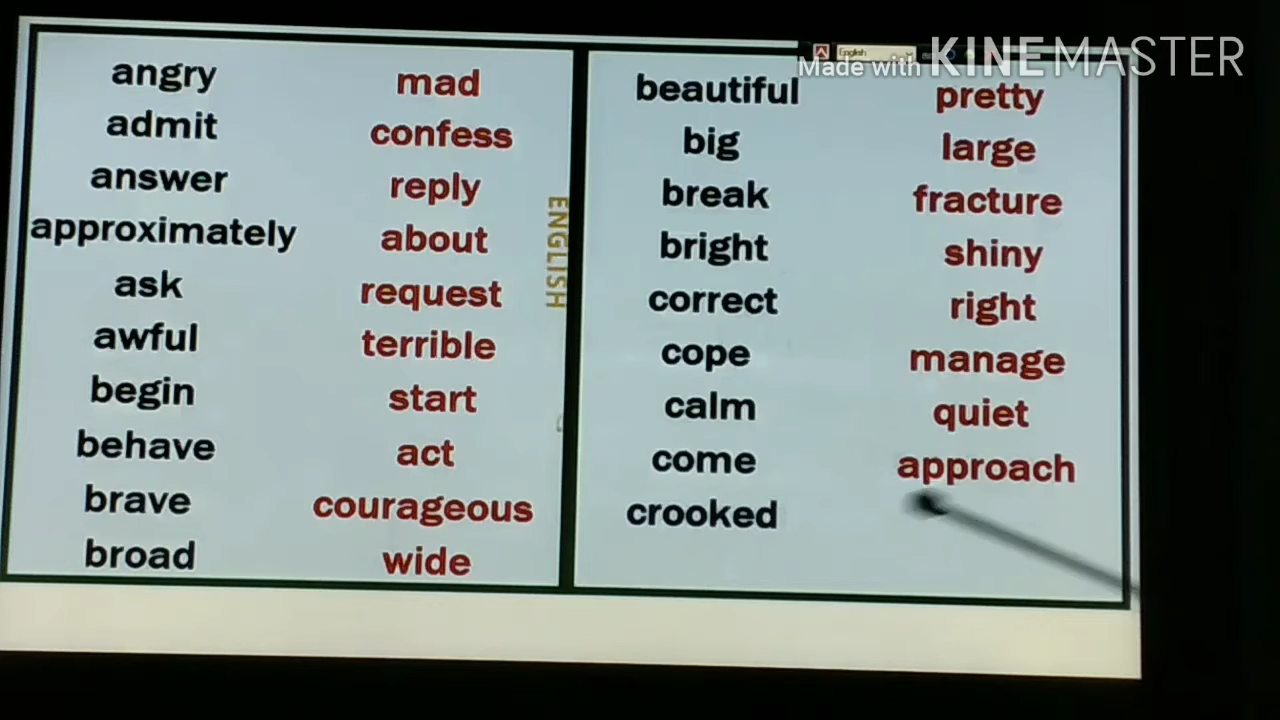 angry mad
admit confess
answer reply
approximately about
ask request
awful terrible
begin start
behave act
brave courageous
broad wide
ENGLISH
beautiful pretty
big large
break fracture
bright shiny
correct right
cope manage
calm quiet
come approach
crooked
English
Made with KINEMASTER